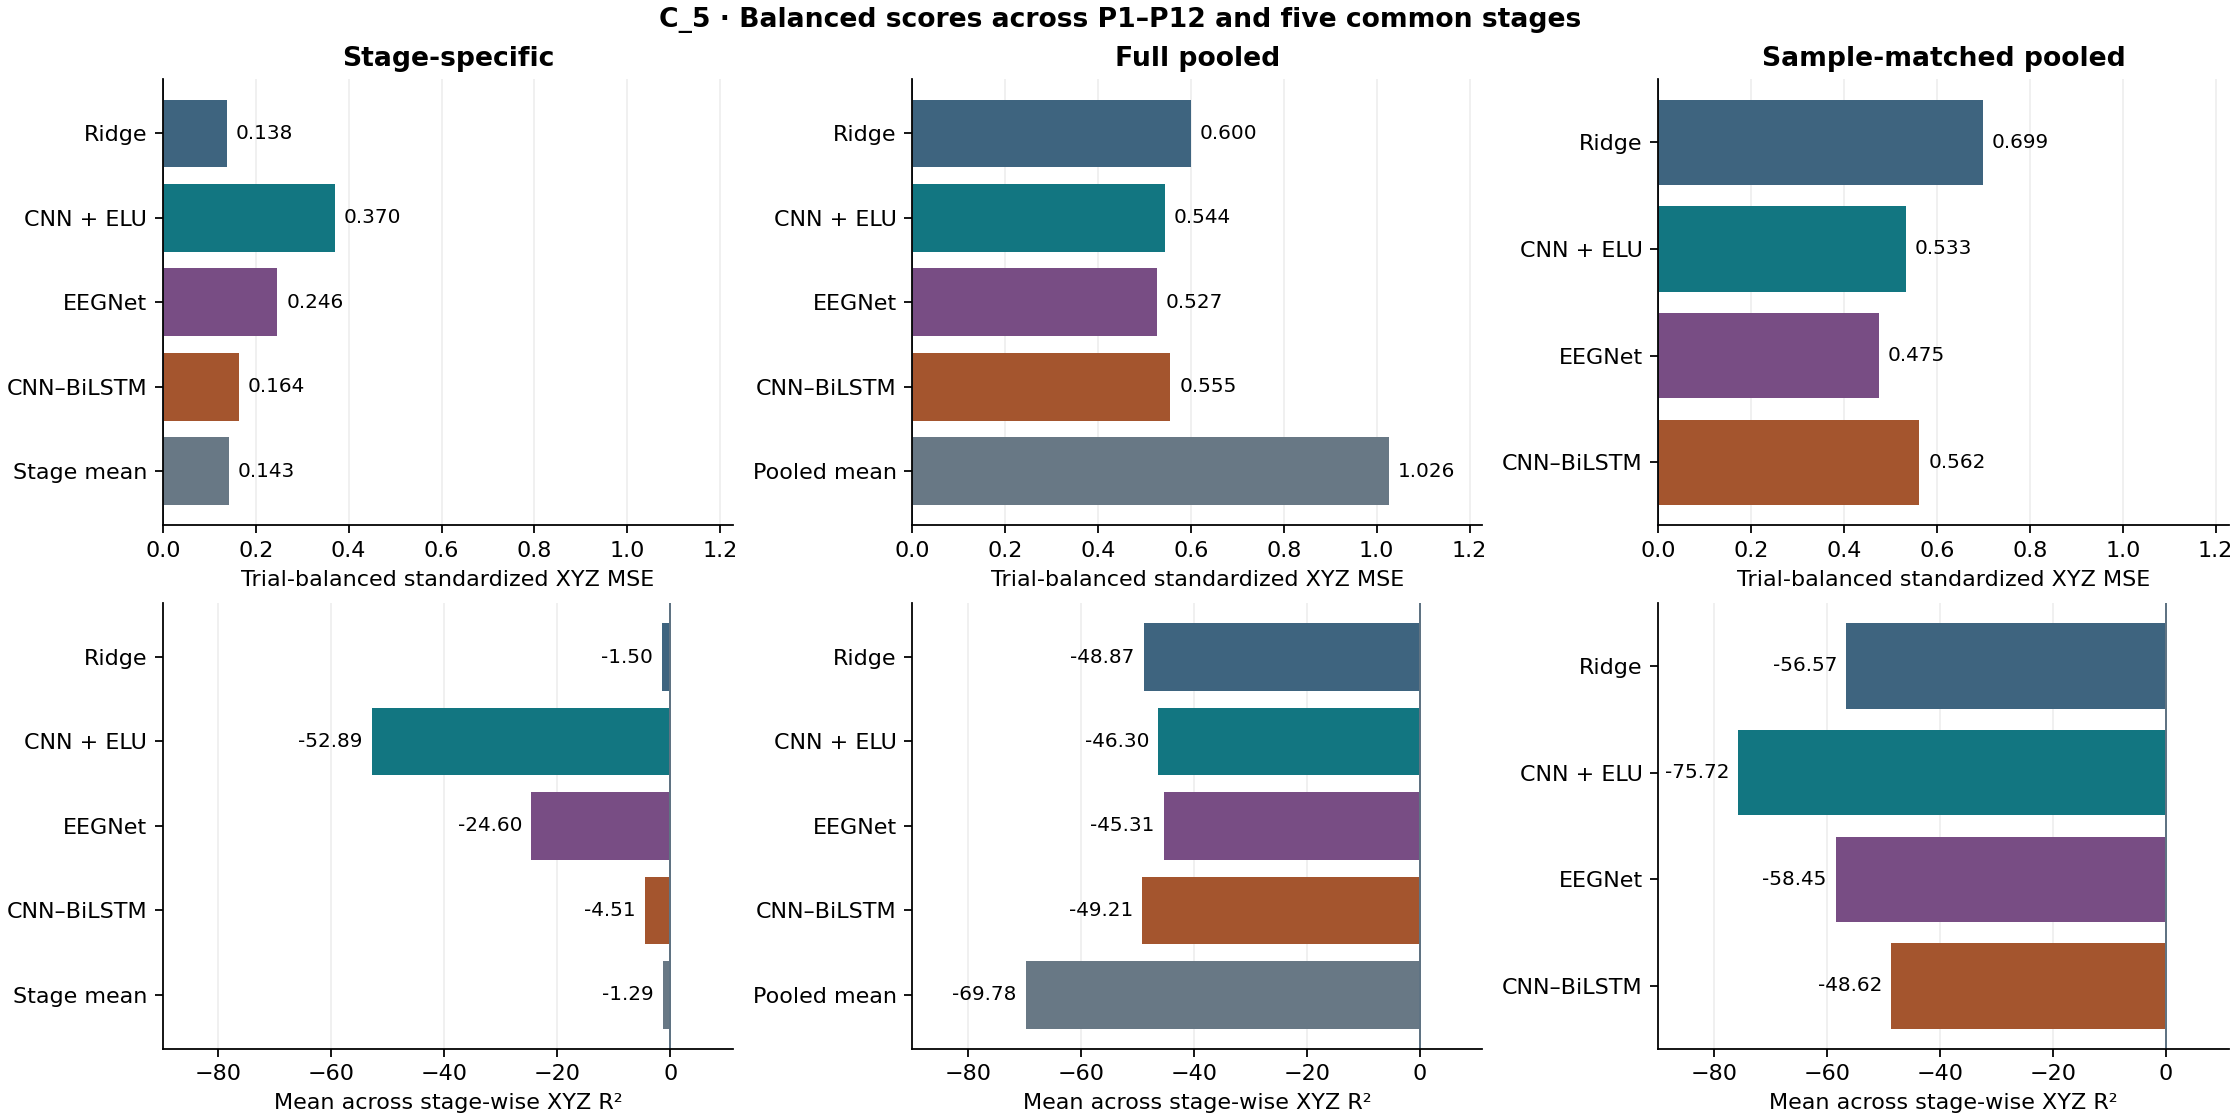 C_5 · Balanced scores across P1–P12 and five common stages
Stage-specific
Ridge
0.138
CNN + ELU
0.370
EEGNet
0.246
CNN–BiLSTM
0.164
Stage mean
0.143
0.0 0.2 0.4 0.6 0.8 1.0 1.2
Trial-balanced standardized XYZ MSE
Full pooled
Ridge
0.600
CNN + ELU
0.544
EEGNet
0.527
CNN–BiLSTM
0.555
Pooled mean
1.026
0.0 0.2 0.4 0.6 0.8 1.0 1.2
Trial-balanced standardized XYZ MSE
Sample-matched pooled
Ridge
0.699
CNN + ELU
0.533
EEGNet
0.475
CNN–BiLSTM
0.562
0.0 0.2 0.4 0.6 0.8 1.0 1.2
Trial-balanced standardized XYZ MSE
Ridge
-1.50
CNN + ELU
-52.89
EEGNet
-24.60
CNN–BiLSTM
-4.51
Stage mean
-1.29
−80 −60 −40 −20 0
Mean across stage-wise XYZ R²
Ridge
-48.87
CNN + ELU
-46.30
EEGNet
-45.31
CNN–BiLSTM
-49.21
Pooled mean
-69.78
−80 −60 −40 −20 0
Mean across stage-wise XYZ R²
Ridge
-56.57
CNN + ELU
-75.72
EEGNet
-58.45
CNN–BiLSTM
-48.62
−80 −60 −40 −20 0
Mean across stage-wise XYZ R²